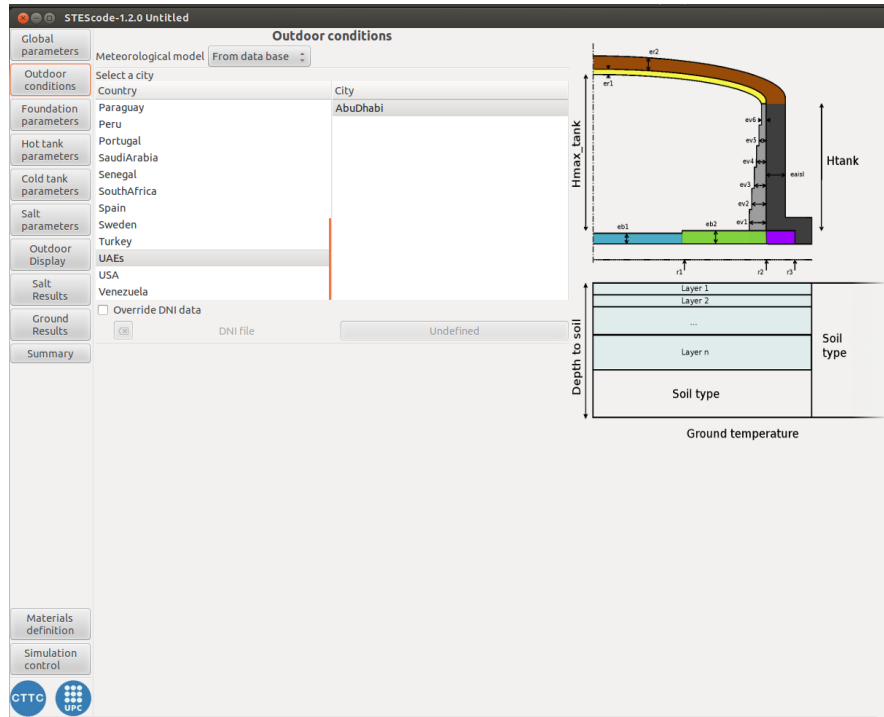 STEScode-1.2.0 Untitled
Global
parameters
Outdoor
conditions
Foundation
parameters
Hot tank
parameters
Cold tank
parameters
Salt
parameters
Outdoor
Display
Salt
Results
Ground
Results
Summary
Materials
definition
Simulation
control
CTTC
UPC
Outdoor conditions
Meteorological model From data base
Select a city
Country City
Paraguay AbuDhabi
Peru
Portugal
SaudiArabia
Senegal
SouthAfrica
Spain
Sweden
Turkey
UAEs
USA
Venezuela
Override DNI data
DNI file Undefined
er2
er1
Hmax_tank
ev6
ev5
ev4
ev3
ev2
ev1
eaisl
Htank
eb1
eb2
r1
r2
r3
Depth to soil
Layer 1
Layer 2
...
Layer n
Soil type
Soil
type
Ground temperature